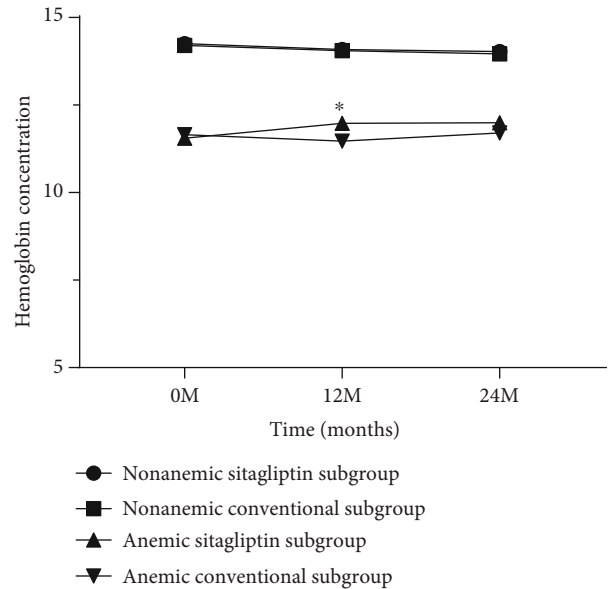 15
*
10
5
Hemoglobin concentration
0M 12M 24M
Time (months)
Nonanemic sitagliptin subgroup
Nonanemic conventional subgroup
Anemic sitagliptin subgroup
Anemic conventional subgroup